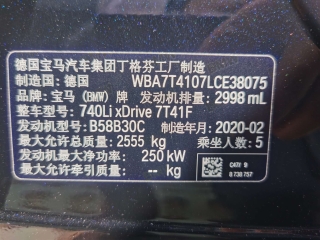 德国宝马汽车集团丁格芬工厂制造
制造国：德国 WBA7T4107LCE38075
品牌：宝马（BMW）牌 发动机排量：2998 mL
整车型号：740Li xDrive 7T41F
发动机型号：B58B30C 制造年月：2020-02
最大允许总质量：2555 kg 乘坐人数：5
发动机最大净功率：250 kW
最大允许牵引质量：-- kg
8 738 757